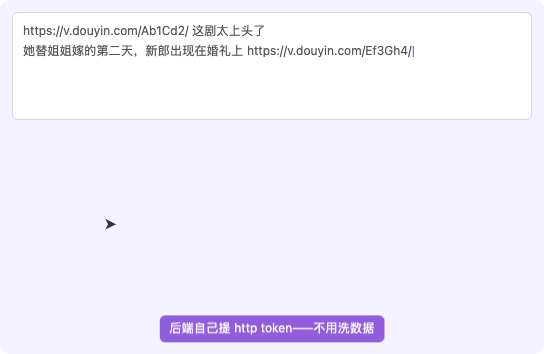 https://v.douyin.com/Ab1Cd2/ 这剧太上头了
她替姐姐嫁的第二天，新郎出现在婚礼上 https://v.douyin.com/Ef3Gh4/
后端自己提 http token——不用洗数据